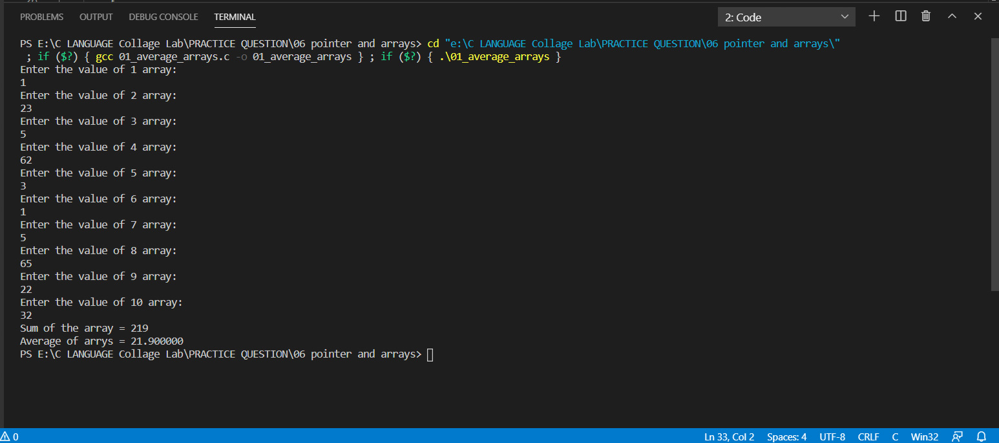 PROBLEMS OUTPUT DEBUG CONSOLE TERMINAL 2: Code
PS E:\C LANGUAGE Collage Lab\PRACTICE QUESTION\06 pointer and arrays> cd "e:\C LANGUAGE Collage Lab\PRACTICE QUESTION\06 pointer and arrays\"
; if ($?) { gcc 01_average_arrays.c -o 01_average_arrays } ; if ($?) { .\01_average_arrays }
Enter the value of 1 array:
1
Enter the value of 2 array:
23
Enter the value of 3 array:
5
Enter the value of 4 array:
62
Enter the value of 5 array:
3
Enter the value of 6 array:
1
Enter the value of 7 array:
5
Enter the value of 8 array:
65
Enter the value of 9 array:
22
Enter the value of 10 array:
32
Sum of the array = 219
Average of arrys = 21.900000
PS E:\C LANGUAGE Collage Lab\PRACTICE QUESTION\06 pointer and arrays>
0 Ln 33, Col 2 Spaces: 4 UTF-8 CRLF C Win32